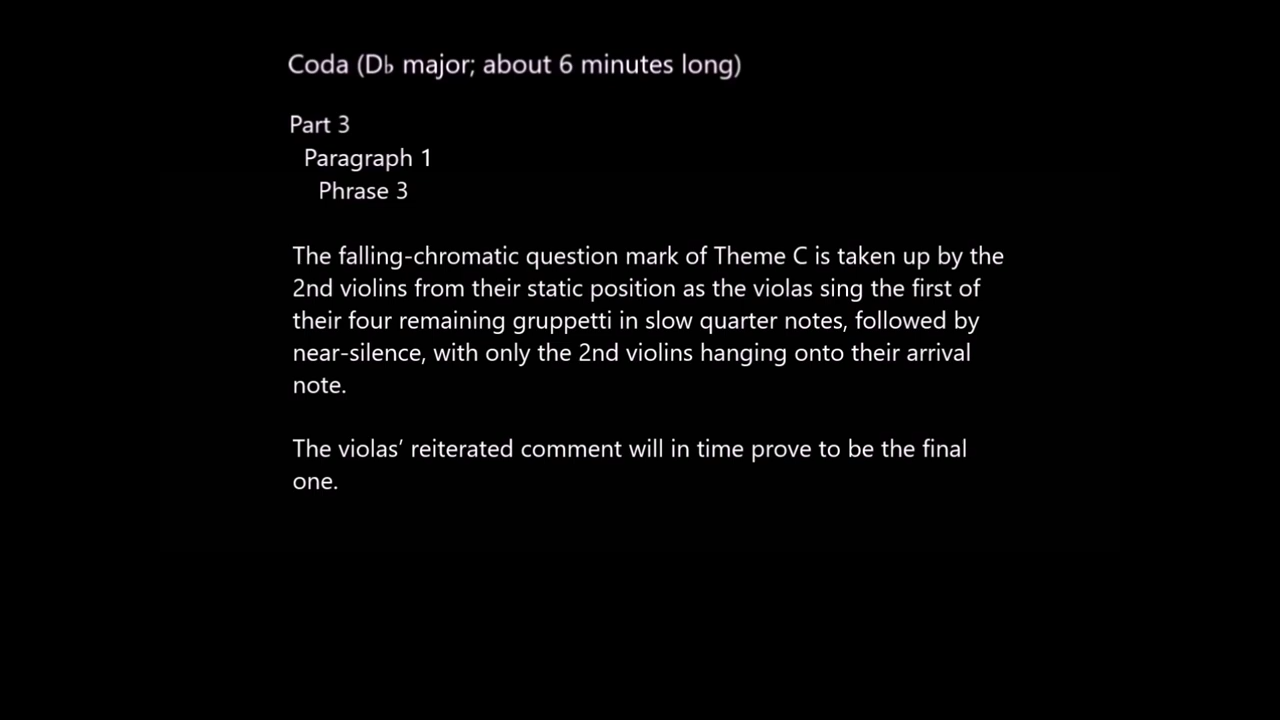 Coda (D♭ major; about 6 minutes long)
Part 3
Paragraph 1
Phrase 3
The falling-chromatic question mark of Theme C is taken up by the
2nd violins from their static position as the violas sing the first of
their four remaining gruppetti in slow quarter notes, followed by
near-silence, with only the 2nd violins hanging onto their arrival
note.
The violas’ reiterated comment will in time prove to be the final
one.